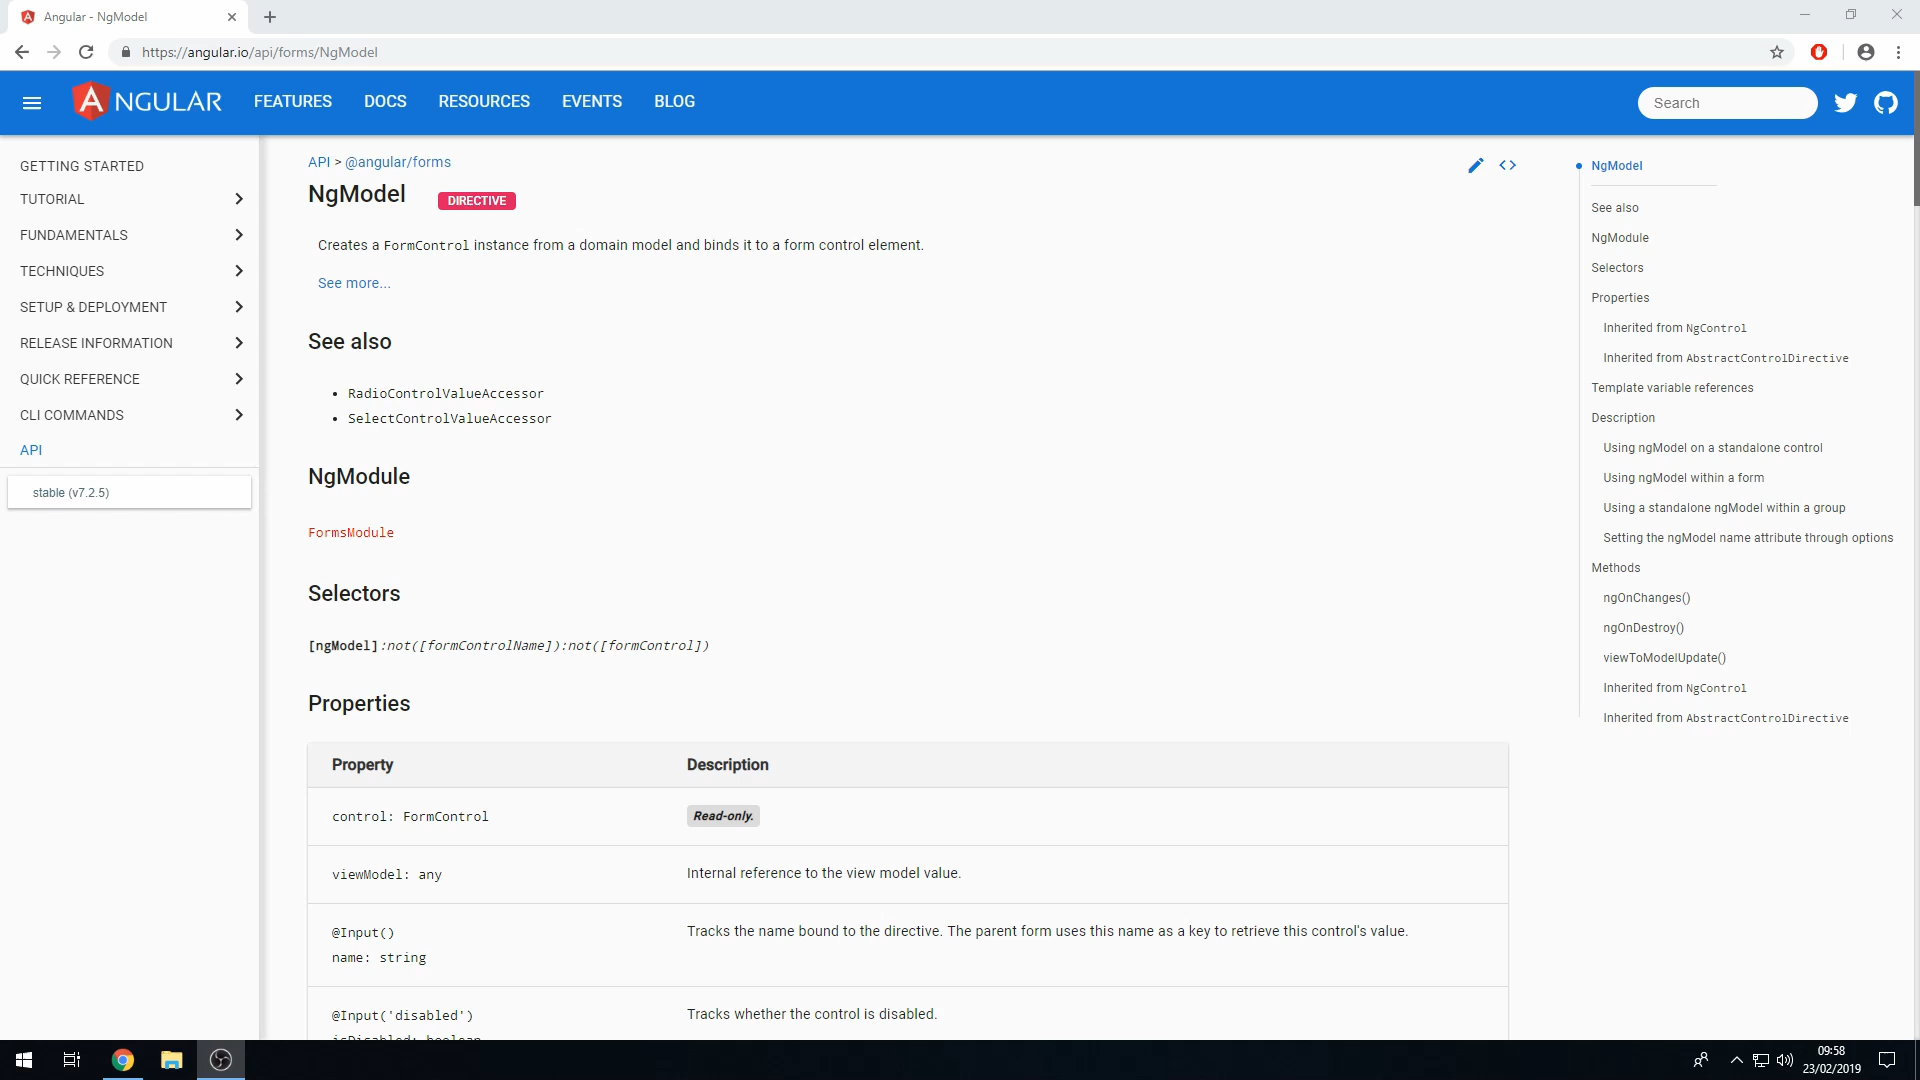 Angular - NgModel
https://angular.io/api/forms/NgModel
NGULAR
FEATURES
DOCS
RESOURCES
EVENTS
BLOG
Search
GETTING STARTED
TUTORIAL
FUNDAMENTALS
TECHNIQUES
SETUP & DEPLOYMENT
RELEASE INFORMATION
QUICK REFERENCE
CLI COMMANDS
API
stable (v7.2.5)
API > @angular/forms
NgModel DIRECTIVE
Creates a FormControl instance from a domain model and binds it to a form control element.
See more...
See also
• RadioControlValueAccessor
• SelectControlValueAccessor
NgModule
FormsModule
Selectors
[ngModel]:not([formControlName]):not([formControl])
Properties
Property Description
control: FormControl Read-only.
viewModel: any Internal reference to the view model value.
@Input()
name: string
Tracks the name bound to the directive. The parent form uses this name as a key to retrieve this control's value.
@Input('disabled')
isDisabled: boolean
Tracks whether the control is disabled.
NgModel
See also
NgModule
Selectors
Properties
Inherited from NgControl
Inherited from AbstractControlDirective
Template variable references
Description
Using ngModel on a standalone control
Using ngModel within a form
Using a standalone ngModel within a group
Setting the ngModel name attribute through options
Methods
ngOnChanges()
ngOnDestroy()
viewToModelUpdate()
Inherited from NgControl
Inherited from AbstractControlDirective
09:58
23/02/2019